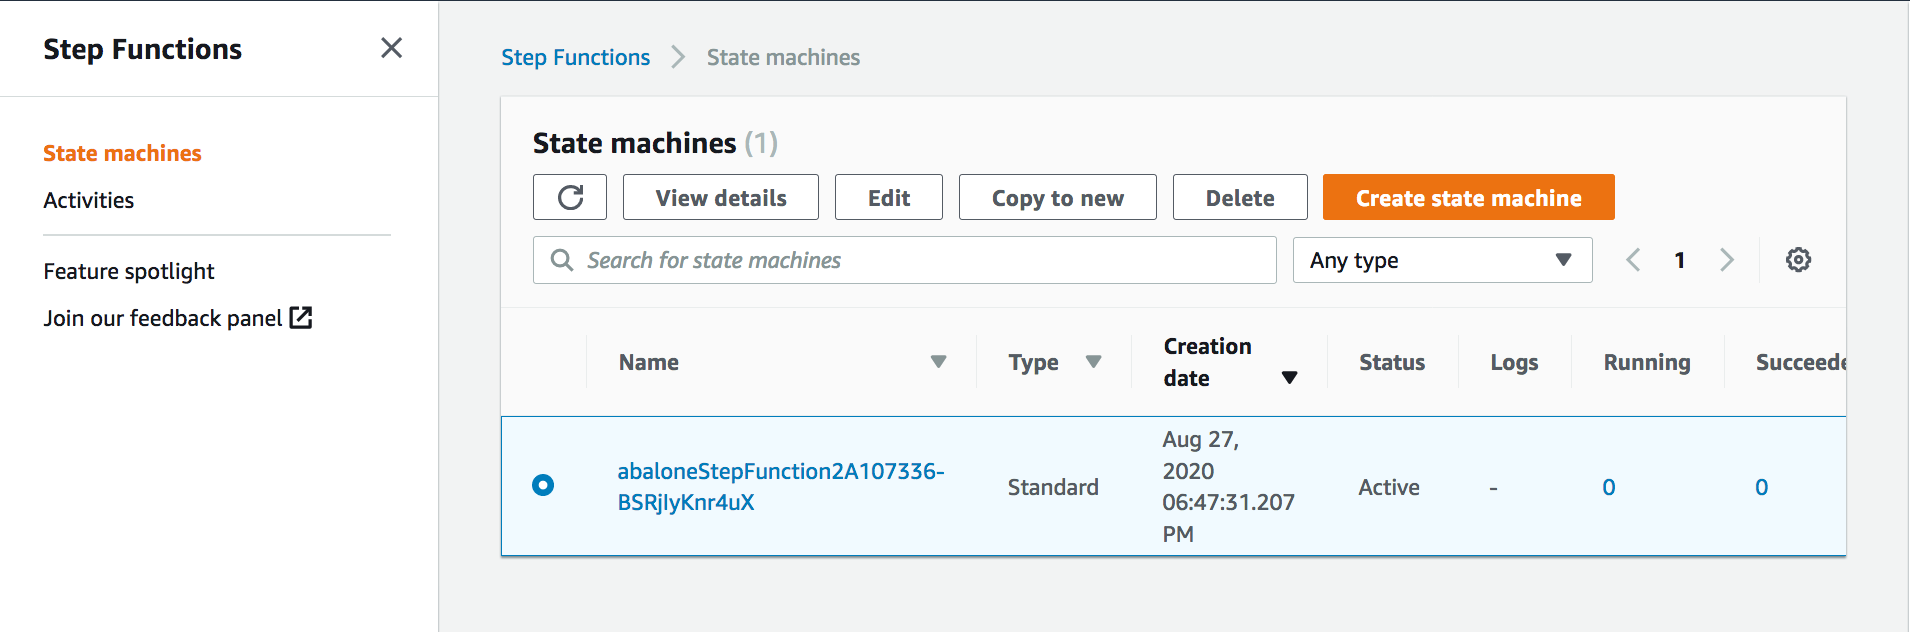 Step Functions
State machines
Activities
Feature spotlight
Join our feedback panel
Step Functions State machines
State machines (1)
View details Edit Copy to new Delete Create state machine
Search for state machines Any type 1
Name Type Creation date Status Logs Running Succeede
abaloneStepFunction2A107336-
BSRjIyKnr4uX
Standard
Aug 27,
2020
06:47:31.207
PM
Active - 0 0